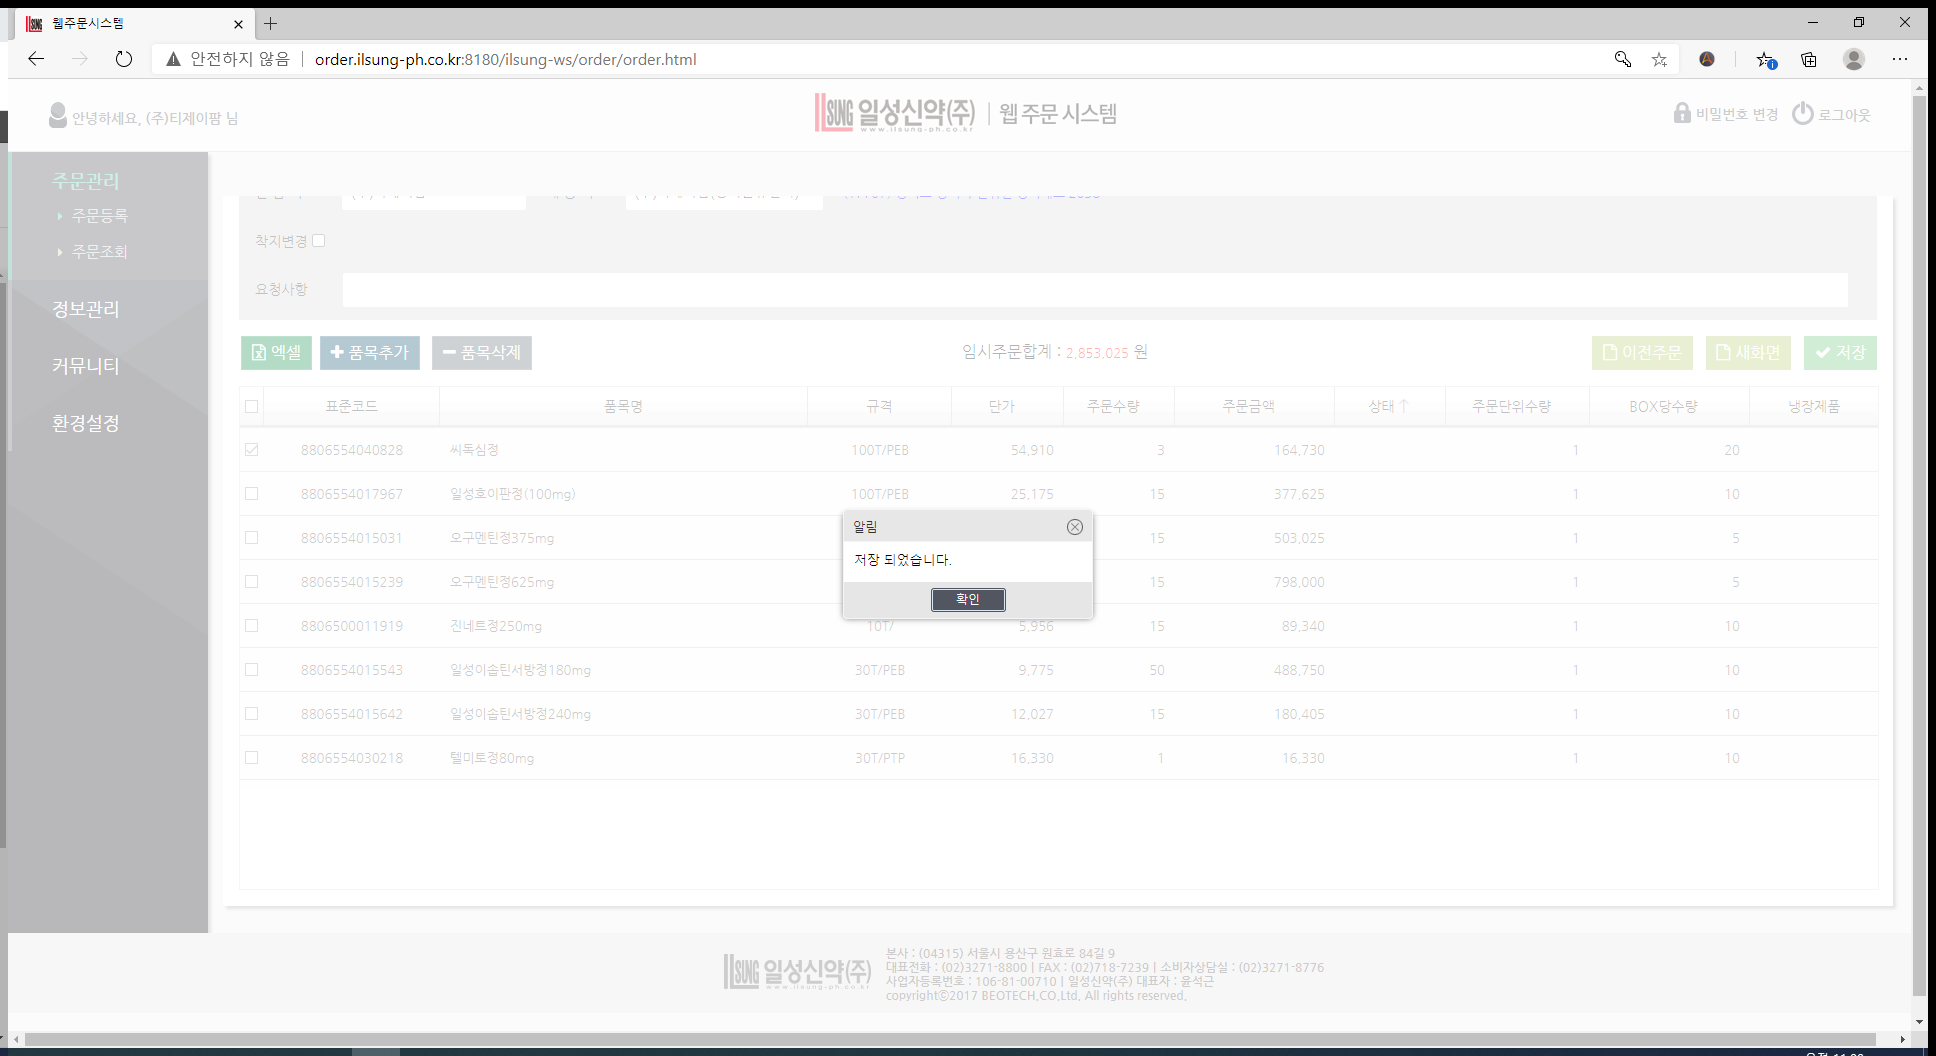 웹주문시스템
안전하지 않음 order.ilsung-ph.co.kr:8180/ilsung-ws/order/order.html
안녕하세요, (주)티제이팜 님
ILSUNG 일성신약(주) 웹 주문 시스템
www.ilsung-ph.co.kr
비밀번호 변경 로그아웃
주문관리
주문등록
주문조회
정보관리
커뮤니티
환경설정
착지변경
요청사항
엑셀 품목추가 품목삭제 임시주문합계 : 2,853,025 원 이전주문 새화면 저장
표준코드 품목명 규격 단가 주문수량 주문금액 상태 주문단위수량 BOX당수량 냉장제품
8806554040828 씨독심정 100T/PEB 54,910 3 164,730 1 20
8806554017967 일성호이판정(100mg) 100T/PEB 25,175 15 377,625 1 10
8806554015031 오구멘틴정375mg 15 503,025 1 5
8806554015239 오구멘틴정625mg 15 798,000 1 5
8806500011919 진네트정250mg 10T/ 5,956 15 89,340 1 10
8806554015543 일성이솝틴서방정180mg 30T/PEB 9,775 50 488,750 1 10
8806554015642 일성이솝틴서방정240mg 30T/PEB 12,027 15 180,405 1 10
8806554030218 텔미토정80mg 30T/PTP 16,330 1 16,330 1 10
알림
저장 되었습니다.
확인
ILSUNG 일성신약(주)
www.ilsung-ph.co.kr
본사 : (04315) 서울시 용산구 원효로 84길 9
대표전화 : (02)3271-8800 | FAX : (02)718-7239 | 소비자상담실 : (02)3271-8776
사업자등록번호 : 106-81-00710 | 일성신약(주) 대표자 : 윤석근
copyrightⓒ2017 BEOTECH.CO.Ltd. All rights reserved.